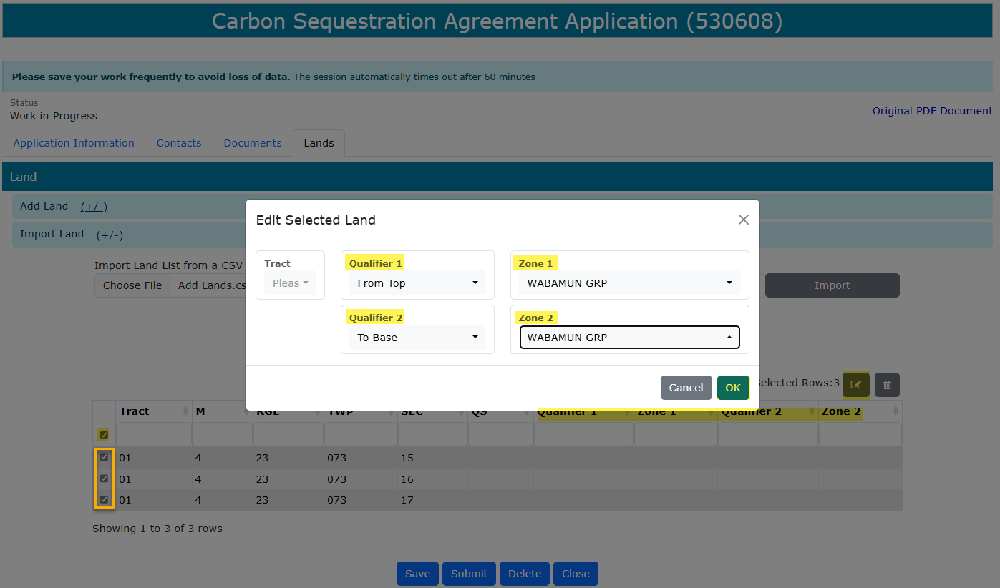 Carbon Sequestration Agreement Application (530608)
Please save your work frequently to avoid loss of data. The session automatically times out after 60 minutes
Status
Work in Progress
Original PDF Document
Application Information Contacts Documents Lands
Land
Add Land (+/-)
Import Land (+/-)
Import Land List from a CSV
Choose File Add Lands.cs
Import
Edit Selected Land
Tract
Pleas
Qualifier 1
From Top
Zone 1
WABAMUN GRP
Qualifier 2
To Base
Zone 2
WABAMUN GRP
Cancel OK
elected Rows:3
Tract M RGE TWP SEC QS Qualifier 1 Zone 1 Qualifier 2 Zone 2
01 4 23 073 15
01 4 23 073 16
01 4 23 073 17
Showing 1 to 3 of 3 rows
Save Submit Delete Close